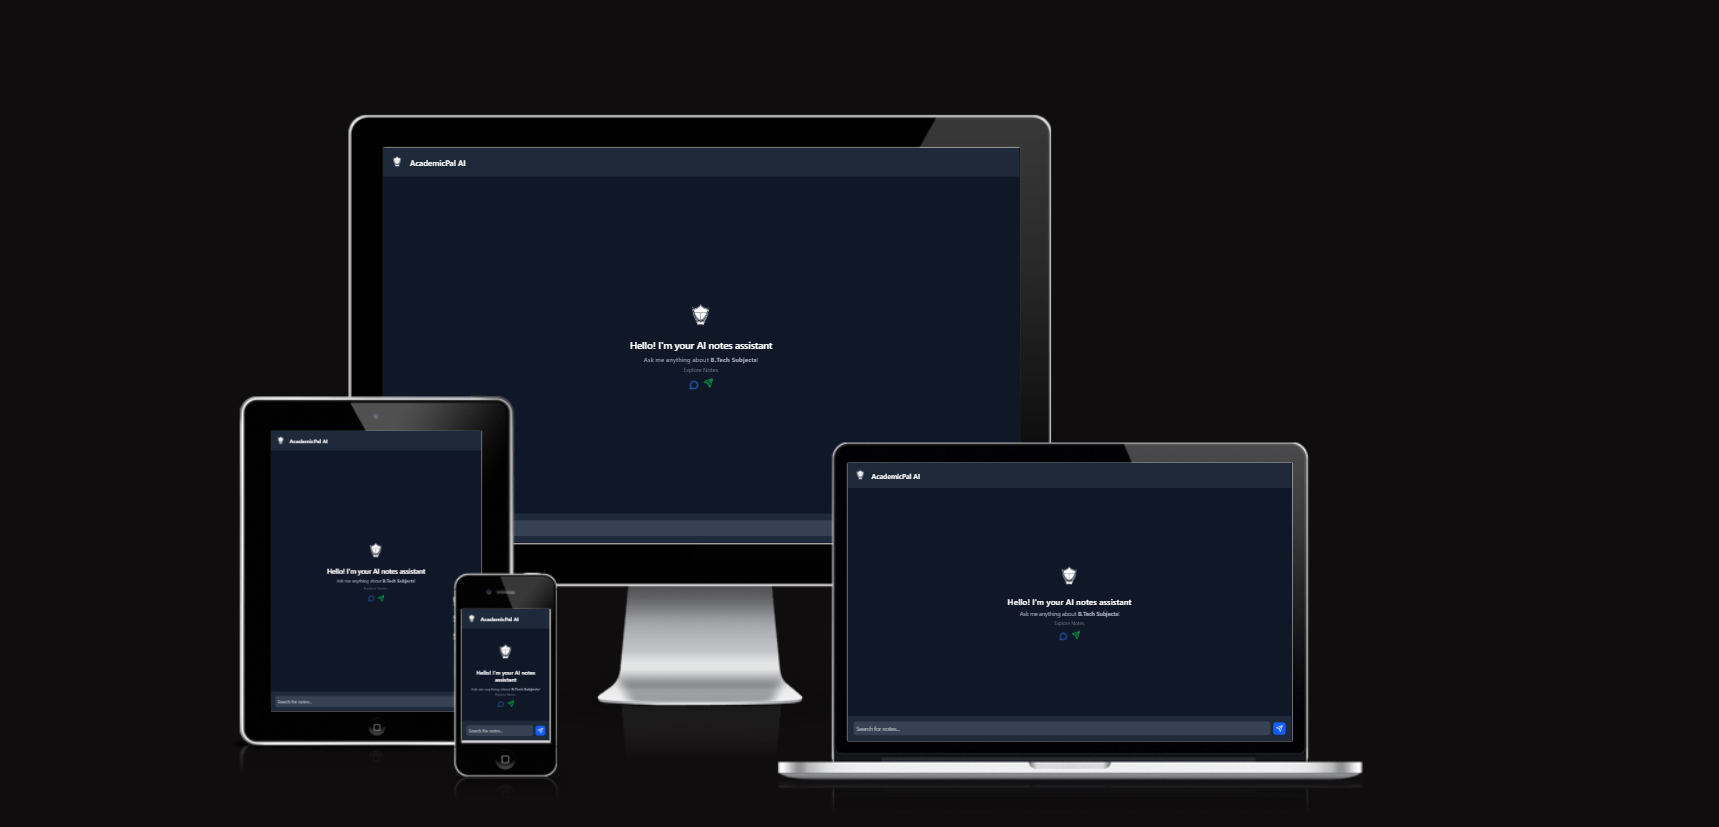 AcademicPal AI
Hello! I'm your AI notes assistant
Ask me anything about B.Tech Subjects!
Explore Notes
AcademicPal AI
Hello! I'm your AI notes assistant
Ask me anything about B.Tech Subjects!
Explore Notes
Search for notes...
AcademicPal AI
Hello! I'm your AI notes
assistant
Ask me anything about B.Tech Subjects!
Explore Notes
Search for notes...
AcademicPal AI
Hello! I'm your AI notes assistant
Ask me anything about B.Tech Subjects!
Explore Notes
Search for notes...